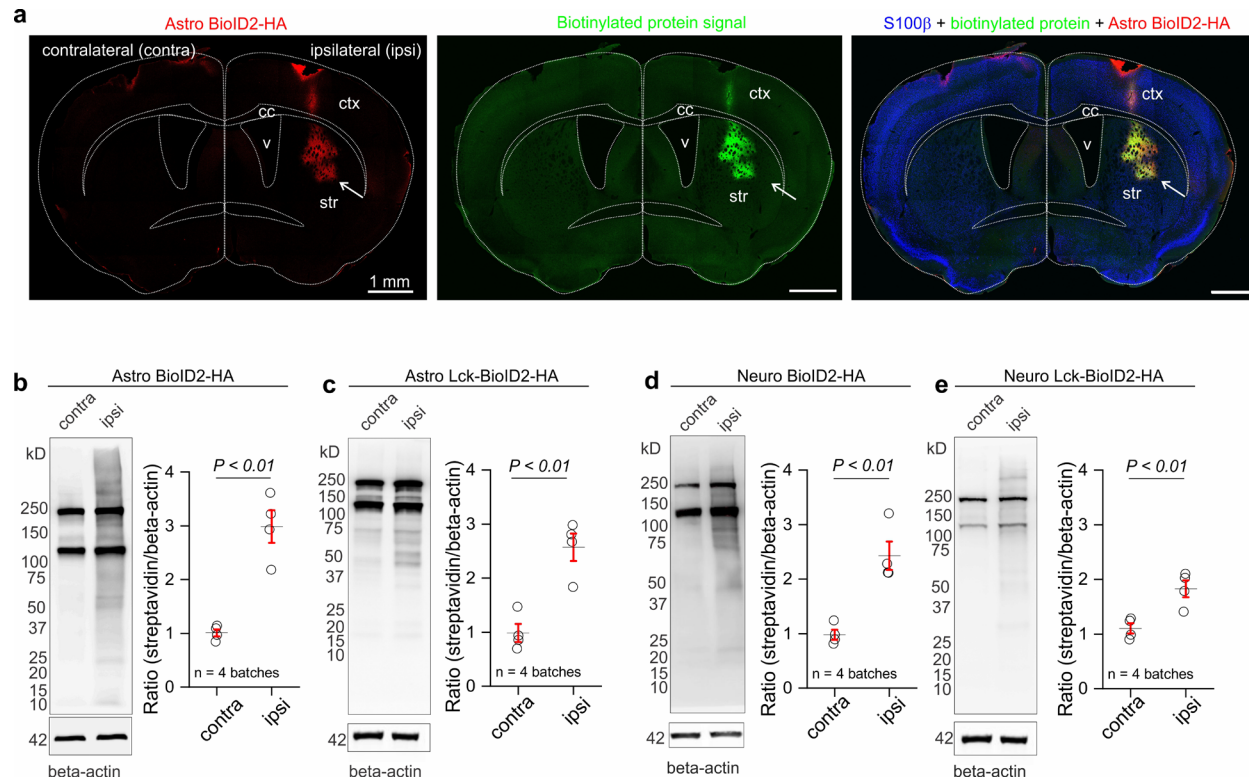 a
Astro BioID2-HA
Biotinylated protein signal
S100β + biotinylated protein + Astro BioID2-HA
contralateral (contra)
ipsilateral (ipsi)
ctx
cc
v
str
1 mm
ctx
cc
v
str
ctx
cc
v
str
b
Astro BioID2-HA
contra
ipsi
kD
250
150
100
75
50
37
25
20
15
10
42
beta-actin
Ratio (streptavidin/beta-actin)
4
3
2
1
0
P < 0.01
n = 4 batches
contra
ipsi
c
Astro Lck-BioID2-HA
contra
ipsi
kD
250
150
100
75
50
37
25
20
15
10
42
beta-actin
Ratio (streptavidin/beta-actin)
4
3
2
1
0
P < 0.01
n = 4 batches
contra
ipsi
d
Neuro BioID2-HA
contra
ipsi
kD
250
150
100
75
50
37
25
20
15
10
42
beta-actin
Ratio (streptavidin/beta-actin)
4
3
2
1
0
P < 0.01
n = 4 batches
contra
ipsi
e
Neuro Lck-BioID2-HA
contra
ipsi
kD
250
150
100
75
50
37
25
20
15
10
42
beta-actin
Ratio (streptavidin/beta-actin)
4
3
2
1
0
P < 0.01
n = 4 batches
contra
ipsi